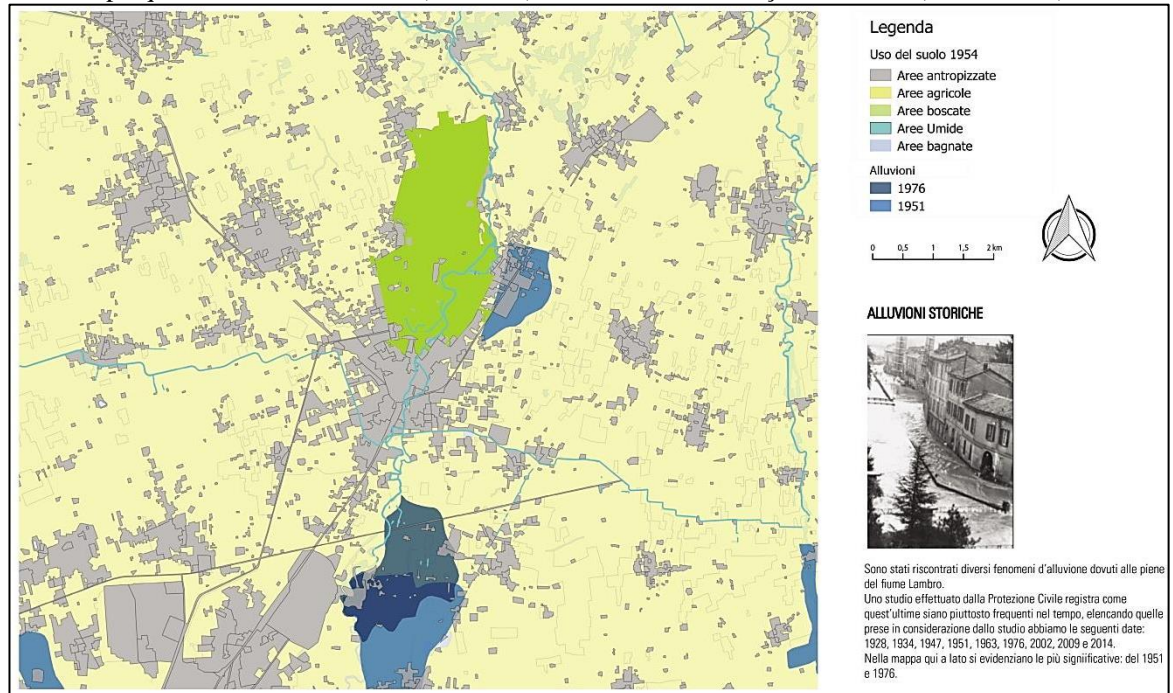 Legenda
Uso del suolo 1954
Aree antropizzate
Aree agricole
Aree boscate
Aree Umide
Aree bagnate
Alluvioni
1976
1951
0 0,5 1 1,5 2 km
ALLUVIONI STORICHE
Sono stati riscontrati diversi fenomeni d'alluvione dovuti alle piene
del fiume Lambro.
Uno studio effettuato dalla Protezione Civile registra come
quest'ultime siano piuttosto frequenti nel tempo, elencando quelle
prese in considerazione dallo studio abbiamo le seguenti date:
1928, 1934, 1947, 1951, 1963, 1976, 2002, 2009 e 2014.
Nella mappa qui a lato si evidenziano le più signiificative: del 1951
e 1976.